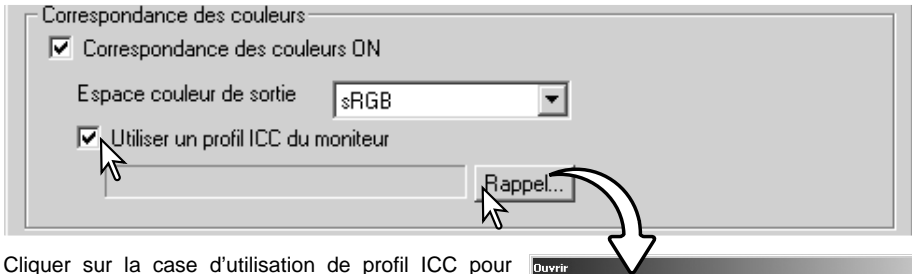 Correspondance des couleurs
Correspondance des couleurs ON
Espace couleur de sortie sRGB
Utiliser un profil ICC du moniteur
Rappel...
Cliquer sur la case d'utilisation de profil ICC pour
Ouvrir